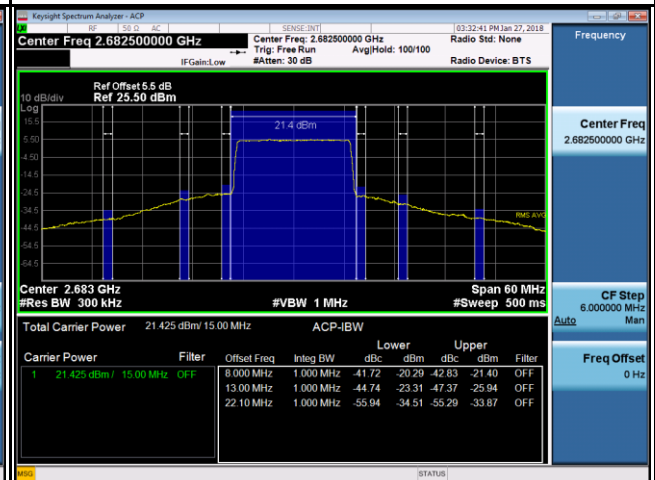 Keysight Spectrum Analyzer - ACP
RF 50 Ω AC SENSE:INT 03:32:41 PM Jan 27, 2018
Center Freq 2.682500000 GHz
Center Freq: 2.682500000 GHz Radio Std: None
Trig: Free Run Avg|Hold: 100/100
IFGain:Low #Atten: 30 dB Radio Device: BTS
Ref Offset 5.5 dB
10 dB/div Ref 25.50 dBm
Log
15.5
5.50
-4.50
-14.5
-24.5
-34.5
-44.5
-54.5
-64.5
21.4 dBm
RMS AVG
Center 2.683 GHz Span 60 MHz
#Res BW 300 kHz #VBW 1 MHz #Sweep 500 ms
Total Carrier Power 21.425 dBm/ 15.00 MHz ACP-IBW
Lower Upper
Carrier Power Filter Offset Freq Integ BW dBc dBm dBc dBm Filter
1 21.425 dBm / 15.00 MHz OFF 8.000 MHz 1.000 MHz -41.72 -20.29 -42.83 -21.40 OFF
13.00 MHz 1.000 MHz -44.74 -23.31 -47.37 -25.94 OFF
22.10 MHz 1.000 MHz -55.94 -34.51 -55.29 -33.87 OFF
MSG STATUS
Frequency
Center Freq
2.682500000 GHz
CF Step
6.000000 MHz
Auto Man
Freq Offset
0 Hz